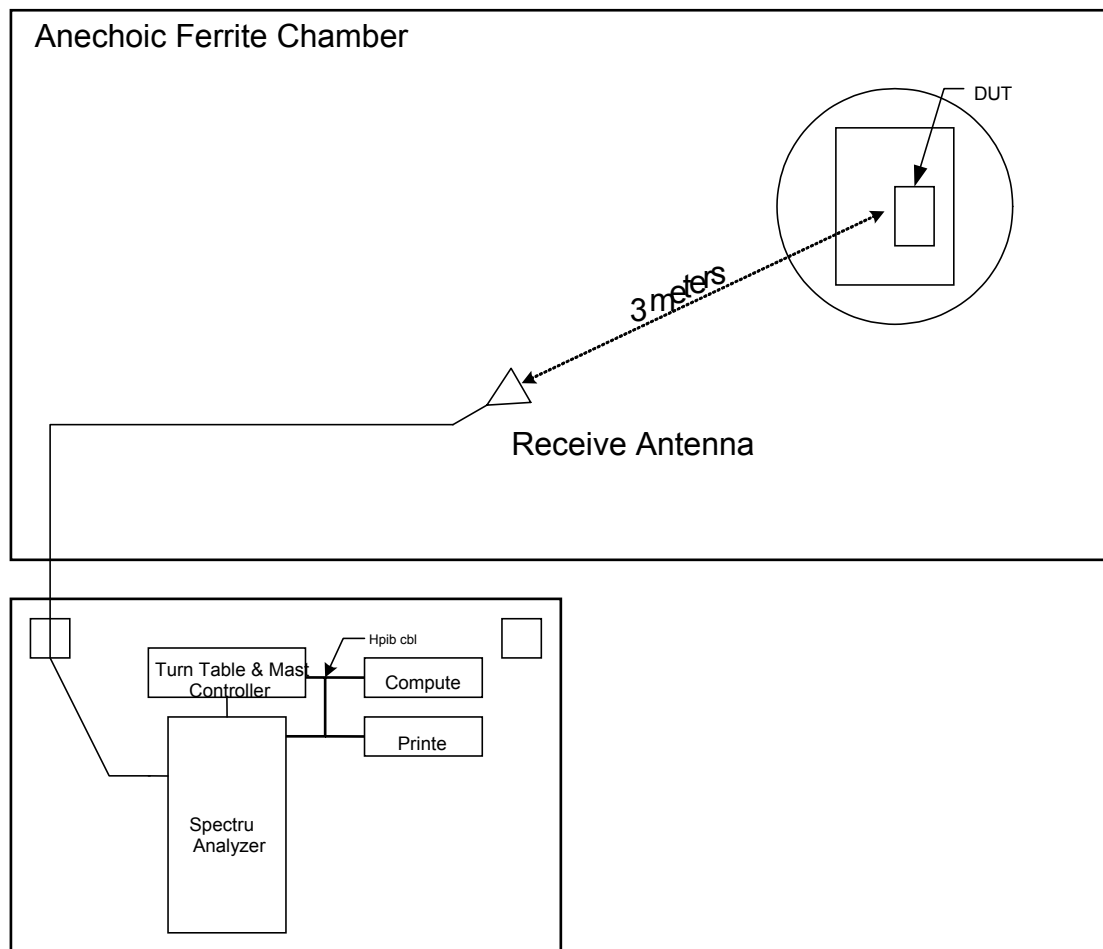 Anechoic Ferrite Chamber
DUT
3 meters
Receive Antenna
Hpib cbl
Turn Table & Mast
Controller
Compute
Printe
Spectru
Analyzer